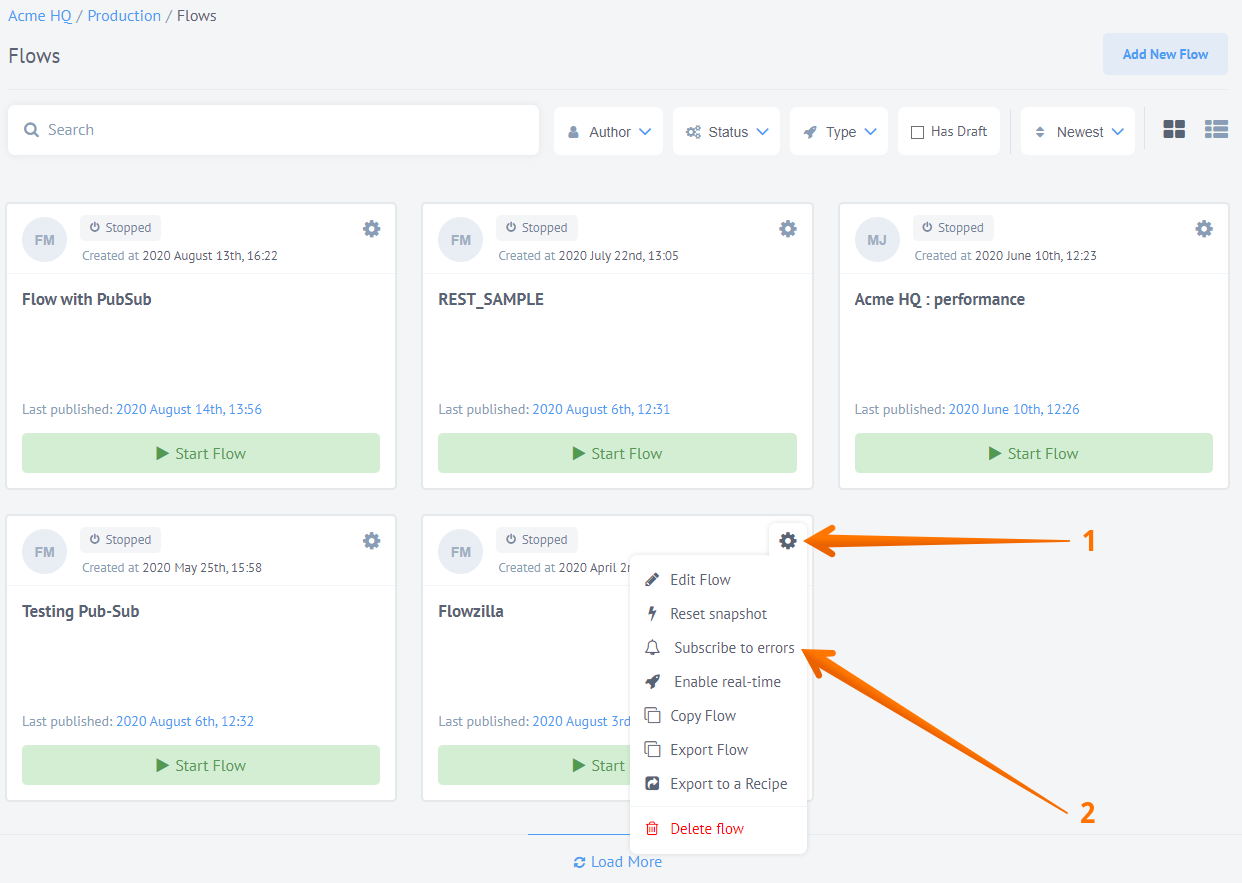 Acme HQ / Production / Flows
Flows
Add New Flow
Search
Author
Status
Type
Has Draft
Newest
FM
Stopped
Created at 2020 August 13th, 16:22
Flow with PubSub
Last published: 2020 August 14th, 13:56
Start Flow
FM
Stopped
Created at 2020 July 22nd, 13:05
REST_SAMPLE
Last published: 2020 August 6th, 12:31
Start Flow
MJ
Stopped
Created at 2020 June 10th, 12:23
Acme HQ : performance
Last published: 2020 June 10th, 12:26
Start Flow
FM
Stopped
Created at 2020 May 25th, 15:58
Testing Pub-Sub
Last published: 2020 August 6th, 12:32
Start Flow
FM
Stopped
Created at 2020 April 2
Flowzilla
Last published: 2020 August 3rd
Start
1
Edit Flow
Reset snapshot
Subscribe to errors
Enable real-time
Copy Flow
Export Flow
Export to a Recipe
Delete flow
2
Load More